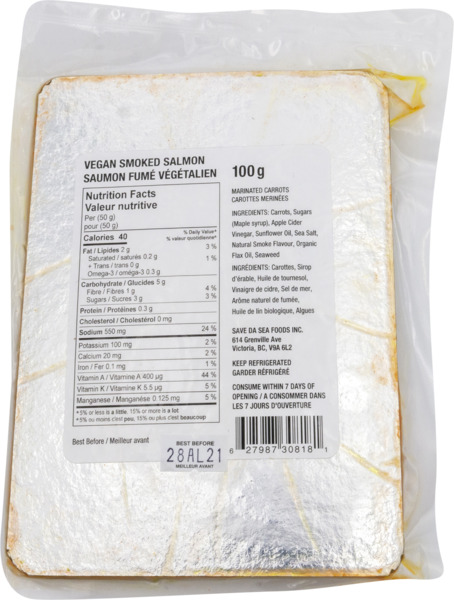 VEGAN SMOKED SALMON
SAUMON FUMÉ VÉGÉTALIEN
100 g
Nutrition Facts
Valeur nutritive
Per (50 g)
pour (50 g)
Calories 40
% Daily Value*
% valeur quotidienne*
Fat / Lipides 2 g 3 %
Saturated / saturés 0.2 g 1 %
+ Trans / trans 0 g
Omega-3 / oméga-3 0.3 g
Carbohydrate / Glucides 5 g
Fibre / Fibres 1 g 4 %
Sugars / Sucres 3 g 3 %
Protein / Protéines 0.3 g
Cholesterol / Cholestérol 0 mg
Sodium 550 mg 24 %
Potassium 100 mg 2 %
Calcium 20 mg 2 %
Iron / Fer 0.1 mg 1 %
Vitamin A / Vitamine A 400 µg 44 %
Vitamin K / Vitamine K 5.5 µg 5 %
Manganese / Manganèse 0.125 mg 5 %
*5% or less is a little, 15% or more is a lot
*5% ou moins c'est peu, 15% ou plus c'est beaucoup
Best Before / Meilleur avant
BEST BEFORE
28AL21
MEILLEUR AVANT
MARINATED CARROTS
CAROTTES MERINÉES
INGREDIENTS: Carrots, Sugars
(Maple syrup), Apple Cider
Vinegar, Sunflower Oil, Sea Salt,
Natural Smoke Flavour, Organic
Flax Oil, Seaweed
INGRÉDIENTS: Carottes, Sirop
d'érable, Huile de tournesol,
Vinaigre de cidre, Sel de mer,
Arôme naturel de fumée,
Huile de lin biologique, Algues
SAVE DA SEA FOODS INC.
614 Grenville Ave
Victoria, BC, V9A 6L2
KEEP REFRIGERATED
GARDER RÉFRIGÉRÉ
CONSUME WITHIN 7 DAYS OF
OPENING / A CONSOMMER DANS
LES 7 JOURS D'OUVERTURE
6 27987 30818 1